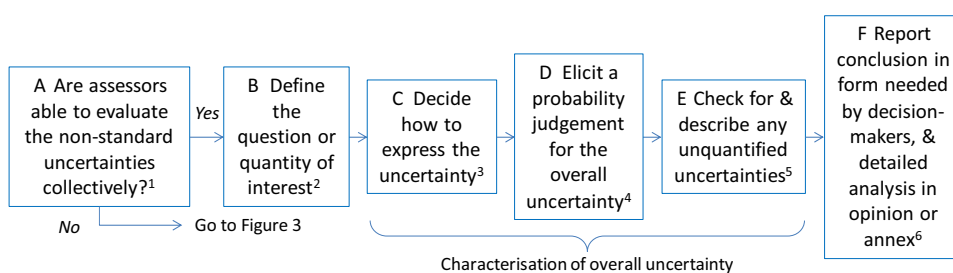 A Are assessors
able to evaluate
the non-standard
uncertainties
collectively?1
Yes
No
Go to Figure 3
B Define
the
question or
quantity of
interest2
C Decide
how to
express the
uncertainty3
D Elicit a
probability
judgement
for the
overall
uncertainty4
E Check for &
describe any
unquantified
uncertainties5
F Report
conclusion in
form needed
by decision-
makers, &
detailed
analysis in
opinion or
annex6
Characterisation of overall uncertainty